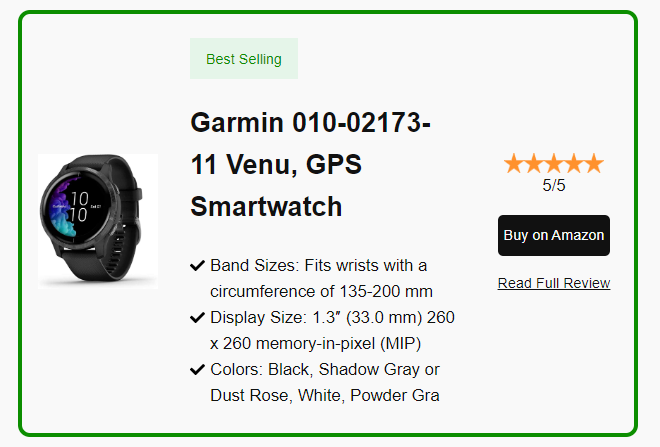 Best Selling
Garmin 010-02173-
11 Venu, GPS
Smartwatch
Band Sizes: Fits wrists with a
circumference of 135-200 mm
Display Size: 1.3″ (33.0 mm) 260
x 260 memory-in-pixel (MIP)
Colors: Black, Shadow Gray or
Dust Rose, White, Powder Gra
10
10
5/5
Buy on Amazon
Read Full Review